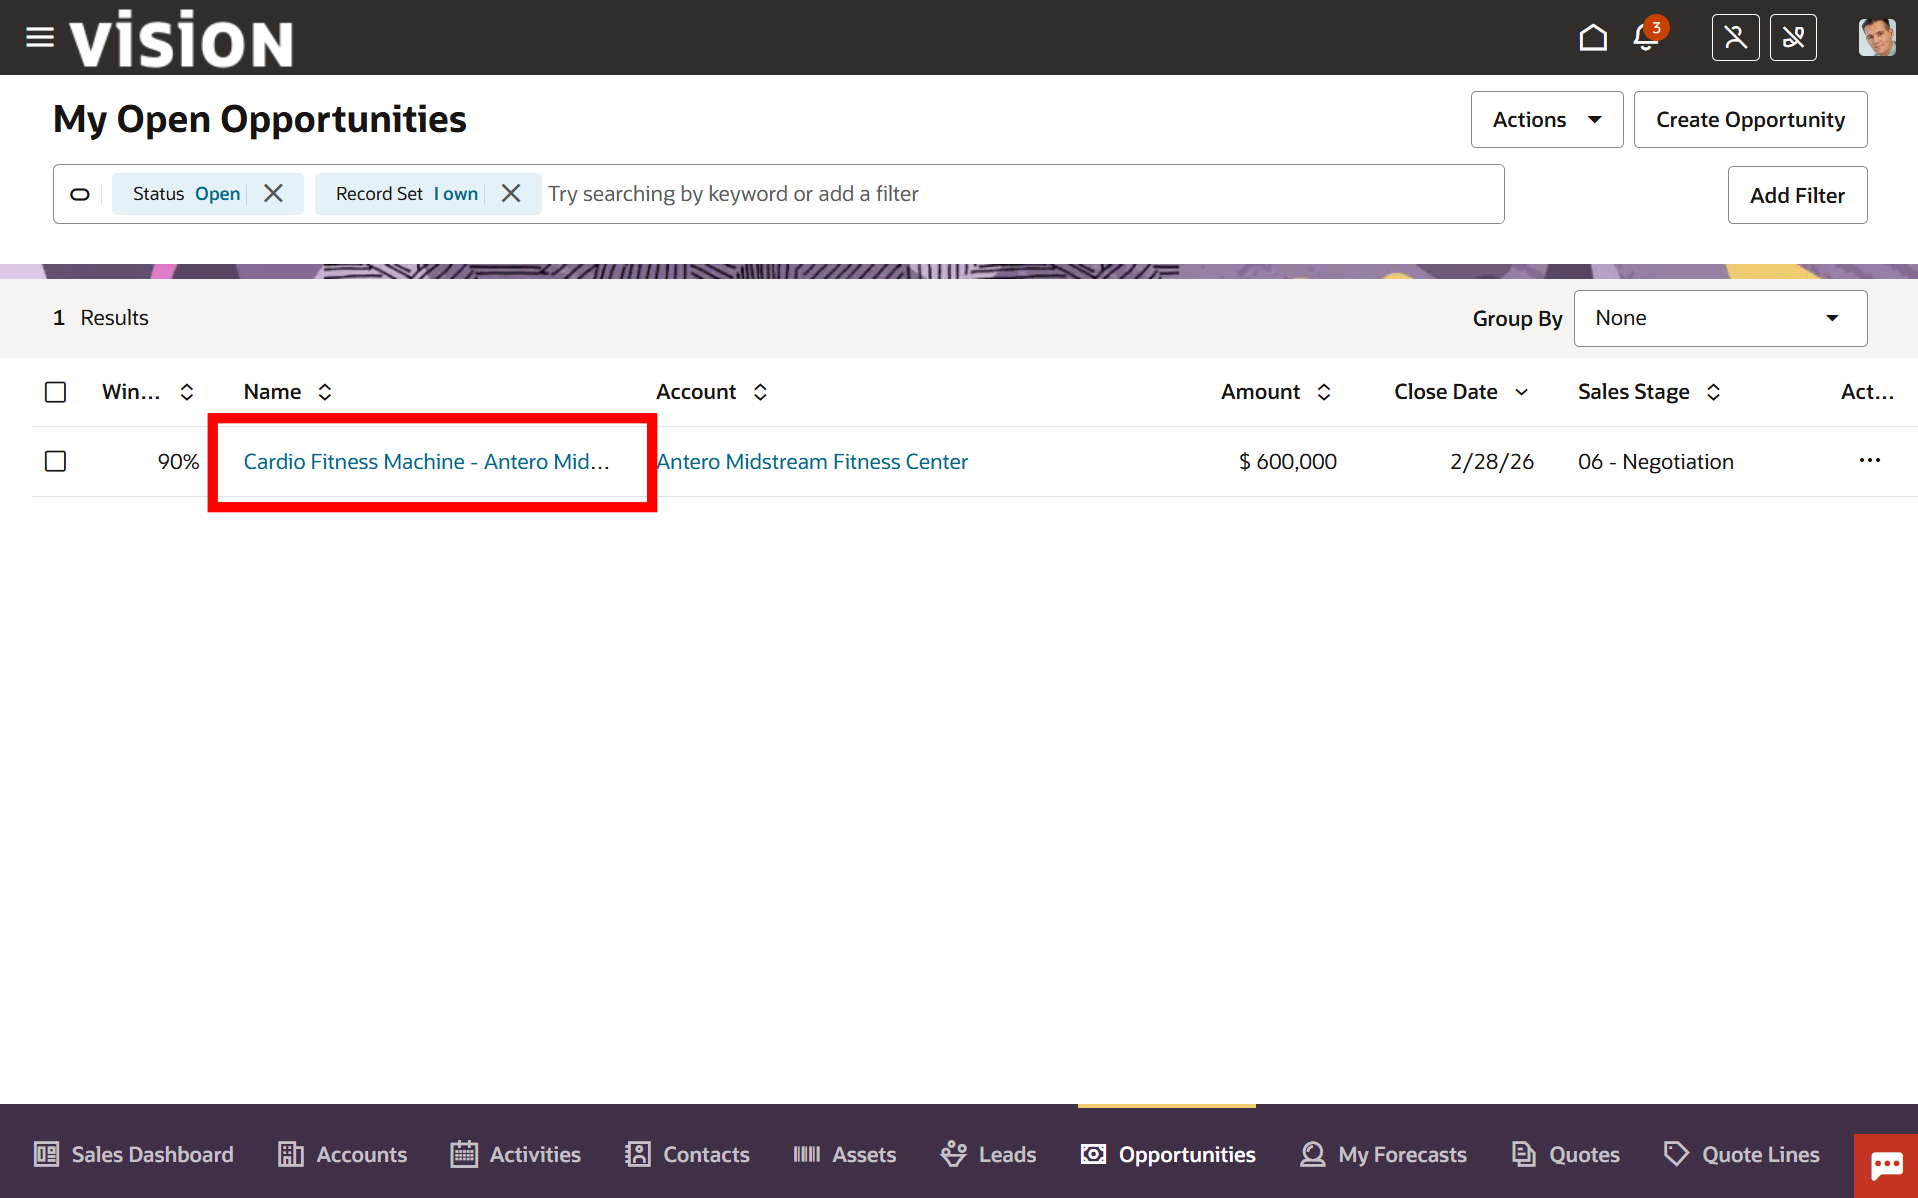 vision
3
My Open Opportunities
Actions
Create Opportunity
Status Open
Record Set I own
Try searching by keyword or add a filter
Add Filter
1 Results
Group By
None
Win...
Name
Account
Amount
Close Date
Sales Stage
Act...
90%
Cardio Fitness Machine - Antero Mid...
Antero Midstream Fitness Center
$ 600,000
2/28/26
06 - Negotiation
Sales Dashboard
Accounts
Activities
Contacts
Assets
Leads
Opportunities
My Forecasts
Quotes
Quote Lines